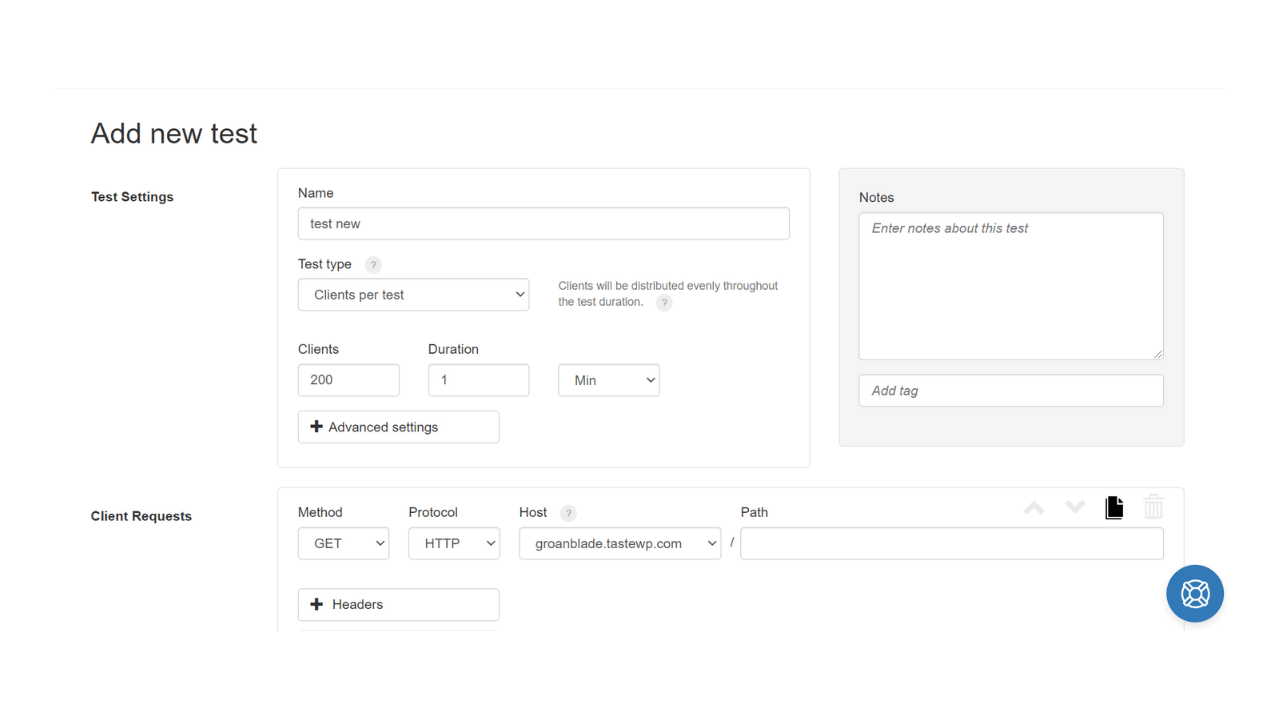 Add new test
Test Settings
Name
test new
Test type ?
Clients per test
Clients will be distributed evenly throughout
the test duration. ?
Clients
Duration
200
1
Min
+ Advanced settings
Notes
Enter notes about this test
Add tag
Client Requests
Method
Protocol
Host ?
Path
GET
HTTP
groanblade.tastewp.com
/
+ Headers